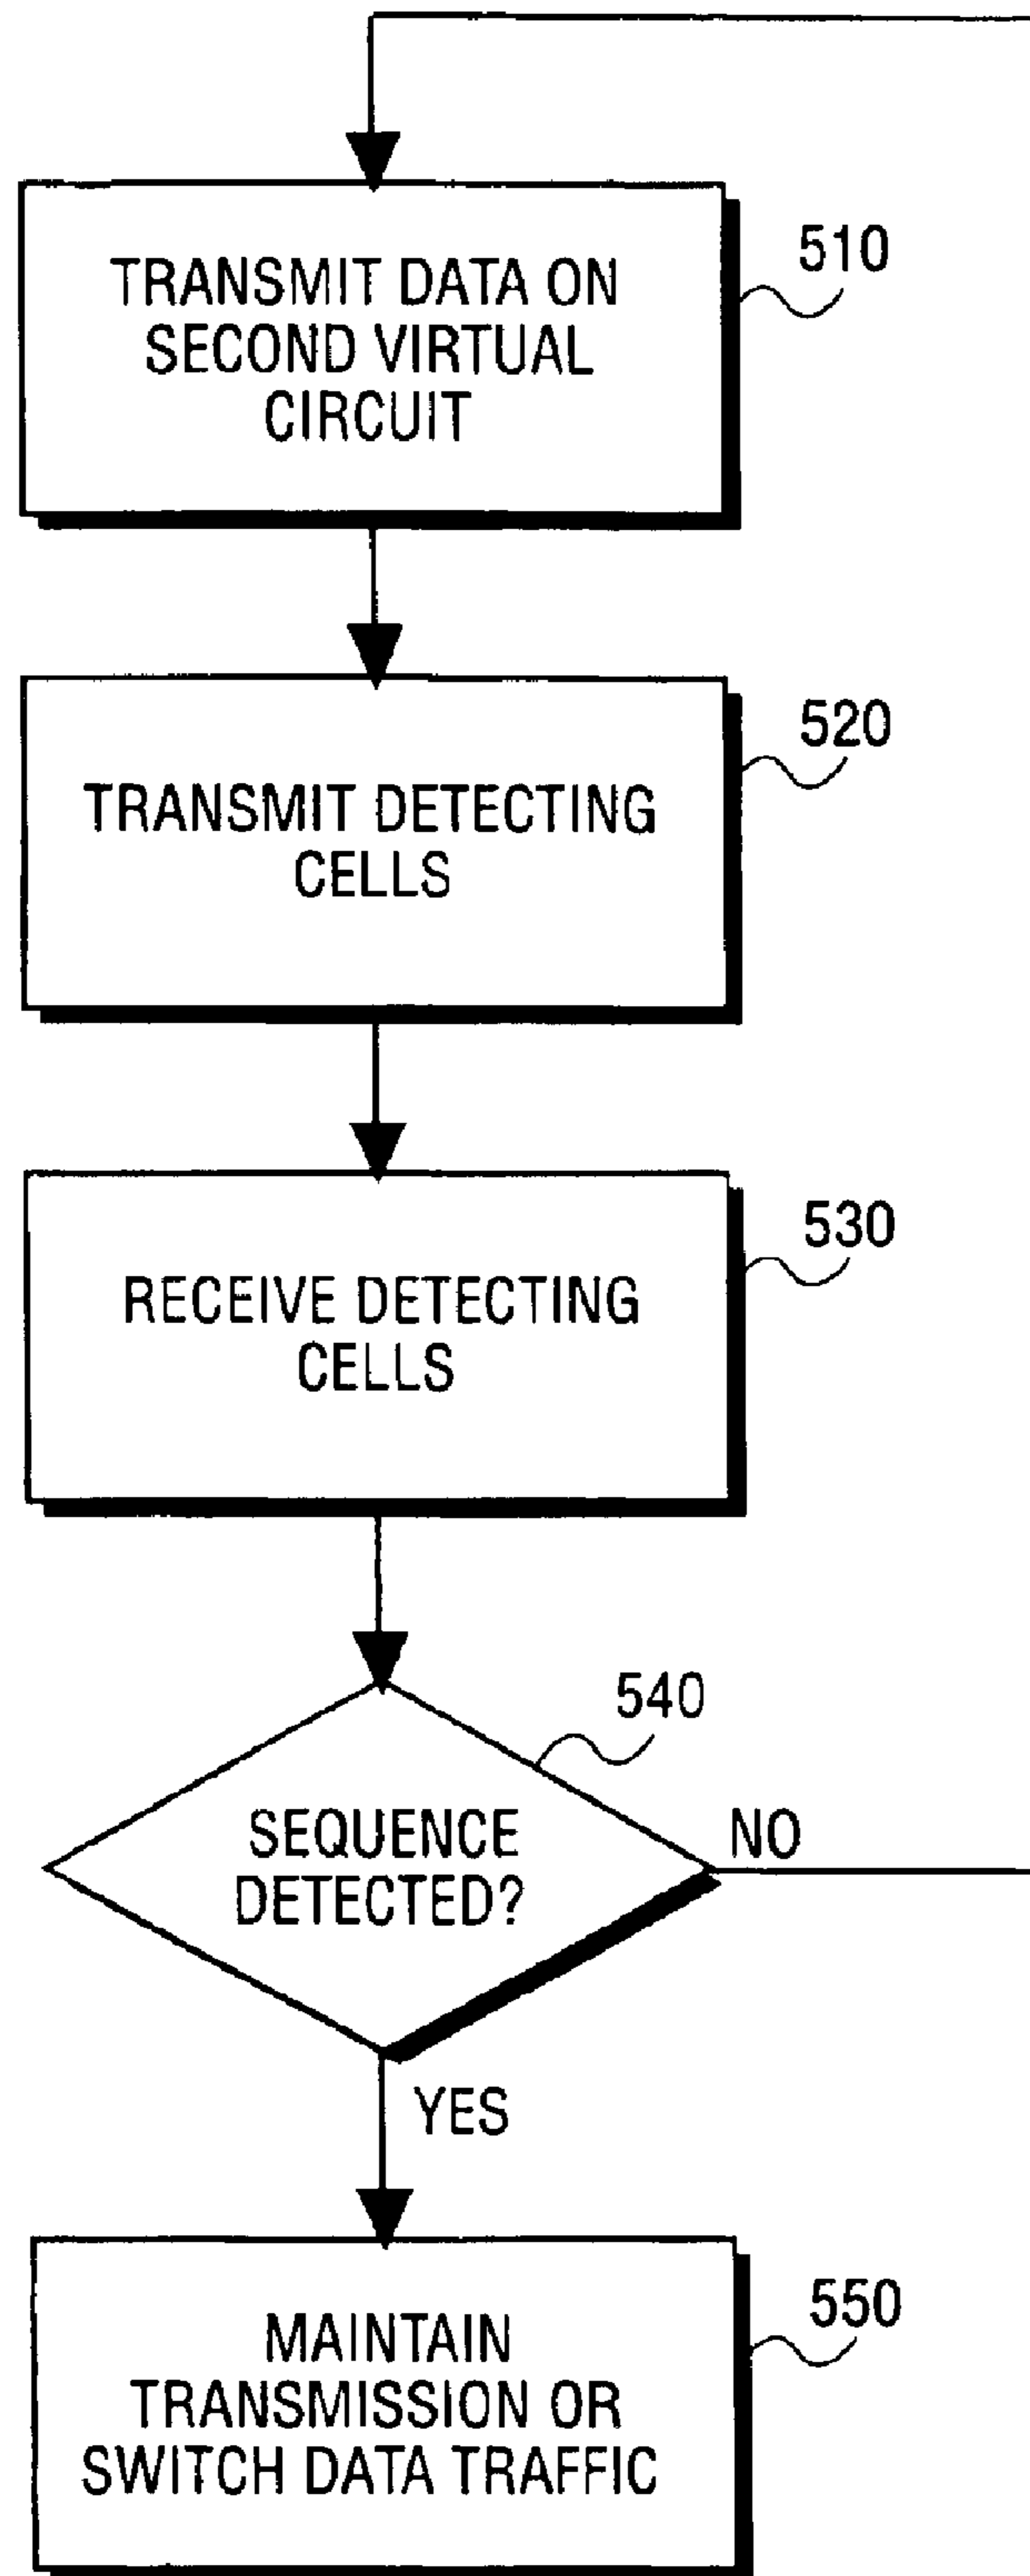 TRANSMIT DATA ON
SECOND VIRTUAL
CIRCUIT
510
TRANSMIT DETECTING
CELLS
520
RECEIVE DETECTING
CELLS
530
SEQUENCE
DETECTED?
540
NO
YES
MAINTAIN
TRANSMISSION OR
SWITCH DATA TRAFFIC
550